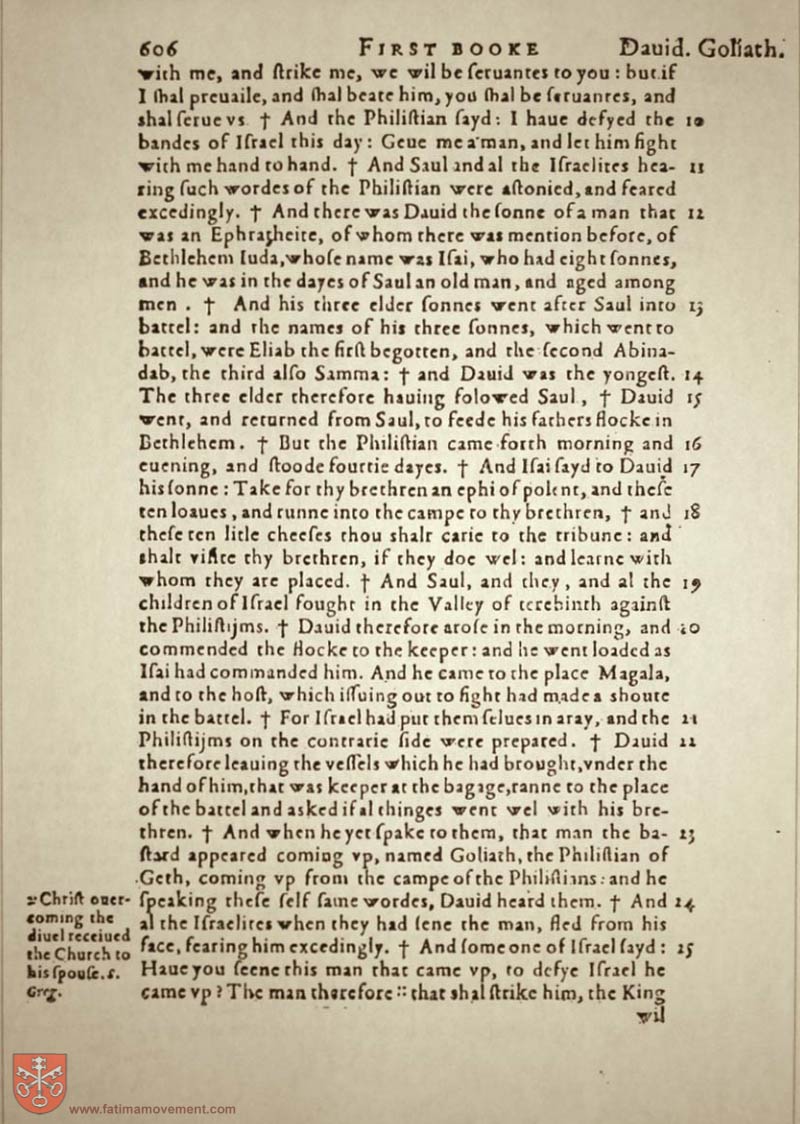 606 FIRST BOOKE Dauid. Goliath.
with me, and ſtrike me, we wil be ſeruantes to you : but if
I ſhal preuaile, and ſhal beate him, you ſhal be ſeruantes, and
shal ſerue vs † And the Philiſtian ſayd : I haue defyed the 10
bandes of Iſrael this day : Geue me a man, and let him fight
with me hand to hand. † And Saul and al the Iſraelites hea- 11
ring ſuch wordes of the Philiſtian were aſtonied, and feared
excedingly. † And there was Dauid the ſonne of a man that 12
was an Ephratheite, of whom there was mention before, of
Bethlehem Iuda, whoſe name was Iſai, who had eight ſonnes,
and he was in the dayes of Saul an old man, and aged among
men . † And his three elder ſonnes went after Saul into 13
battel : and the names of his three ſonnes, which went to
battel, were Eliab the firſt begotten, and the ſecond Abina-
dab, the third alſo Samma : † and Dauid was the yongeſt. 14
The three elder therefore hauing folowed Saul, † Dauid 15
went, and returned from Saul, to feede his fathers flocke in
Bethlehem. † But the Philiſtian came forth morning and 16
euening, and ſtoode fourtie dayes. † And Iſai ſayd to Dauid 17
his ſonne : Take for thy brethren an ephi of polent, and theſe
ten loaues, and runne into the campe to thy brethren, † and 18
theſe ten litle cheeſes thou shalt carie to the tribune : and
shalt viſite thy brethren, if they doe wel : and learne with
whom they are placed. † And Saul, and they, and al the 19
children of Iſrael fought in the Valley of terebinth againſt
the Philiſtijms. † Dauid therefore aroſe in the morning, and 20
commended the flocke to the keeper : and he went loaded as
Iſai had commanded him. And he came to the place Magala,
and to the hoſt, which iſſuing out to fight had made a shoute
in the battel. † For Iſrael had put them ſelues in aray, and the 21
Philiſtijms on the contrarie ſide were prepared. † Dauid 22
therefore leauing the veſſels which he had brought, vnder the
hand of him, that was keeper at the bagage, ranne to the place
of the battel and asked if al thinges went wel with his bre-
thren. † And when he yet ſpake to them, that man the ba- 23
ſtard appeared coming vp, named Goliath, the Philiſtian of
Geth, coming vp from the campe of the Philiſtians : and he
ſpeaking theſe ſelf ſame wordes, Dauid heard them. † And 24
al the Iſraelites when they had ſene the man, fled from his
face, fearing him excedingly. † And ſome one of Iſrael ſayd : 25
Haue you ſeene this man that came vp, to defye Iſrael he
came vp ? The man therefore :: that shal ſtrike him, the King
wil
:: Chriſt ouer-
coming the
diuel receiued
the Church to
his ſpouſe. s.
Greg.
www.fatimamovement.com